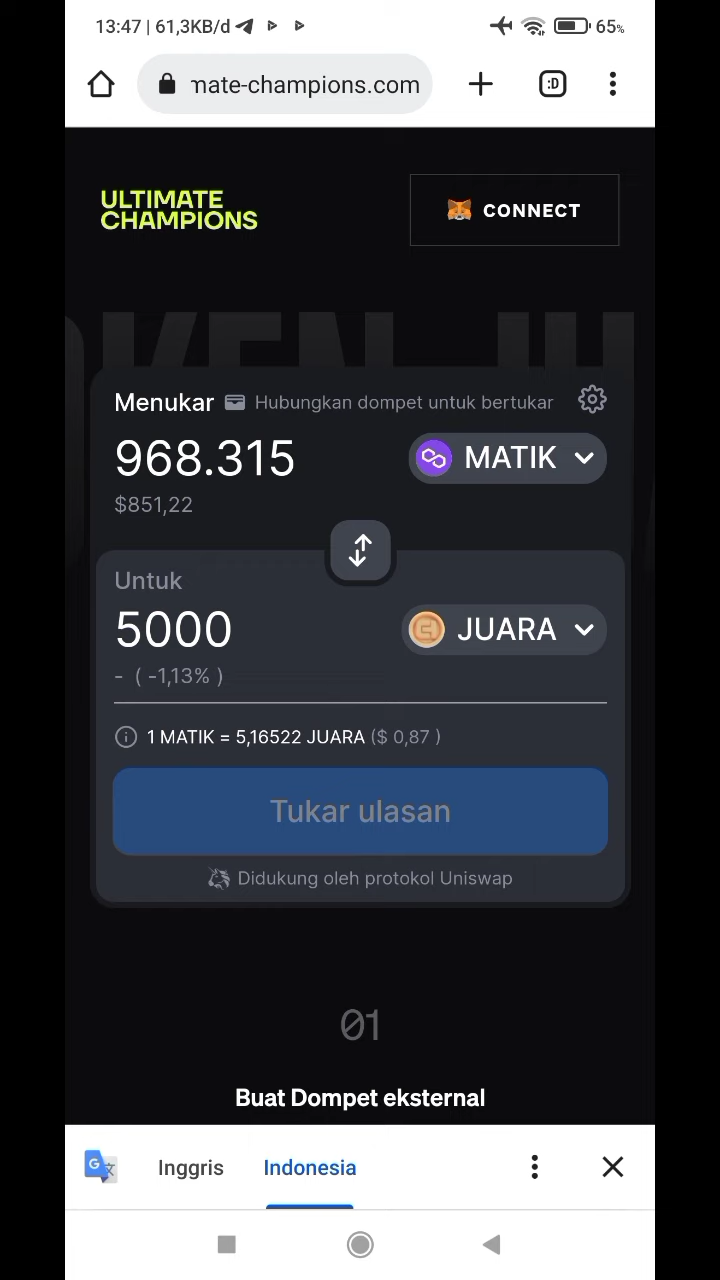 13:47 | 61,3KB/d
65%
mate-champions.com
:D
ULTIMATE
CHAMPIONS
CONNECT
Menukar Hubungkan dompet untuk bertukar
968.315 MATIK
$851,22
Untuk
5000 JUARA
- ( -1,13% )
1 MATIK = 5,16522 JUARA ($ 0,87 )
Tukar ulasan
Didukung oleh protokol Uniswap
01
Buat Dompet eksternal
Inggris Indonesia